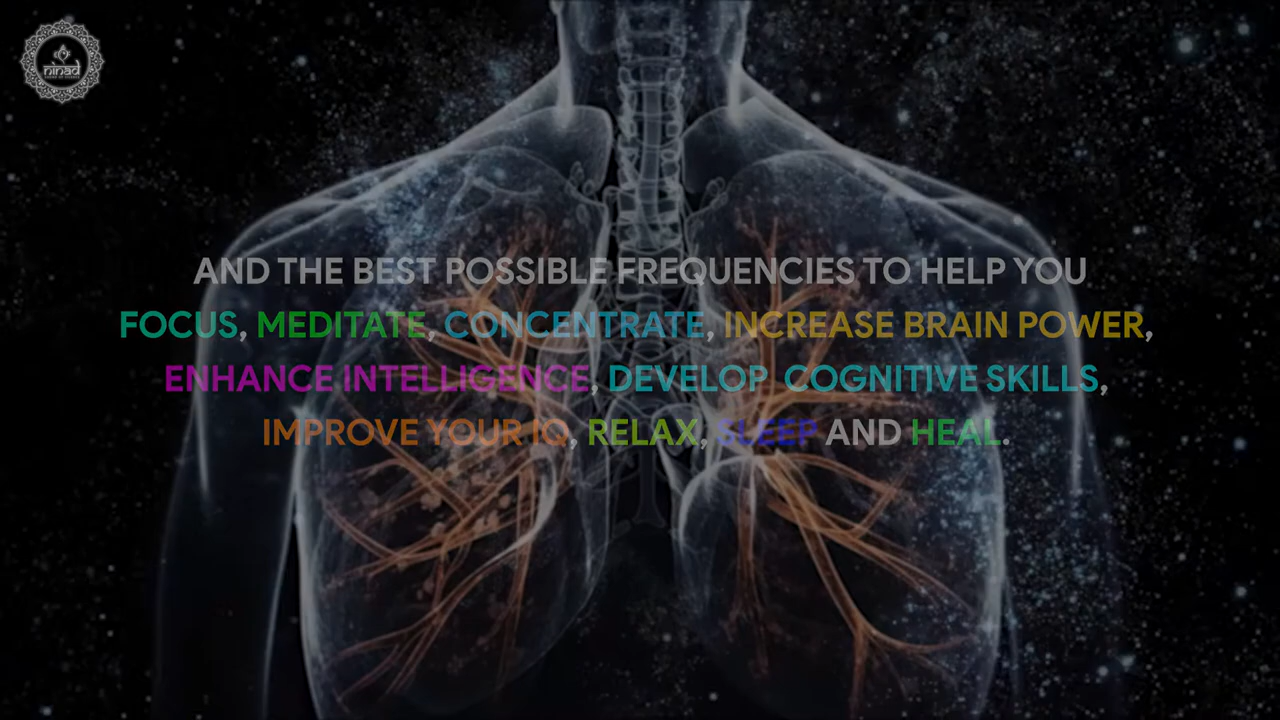 ninad
AND THE BEST POSSIBLE FREQUENCIES TO HELP YOU
FOCUS, MEDITATE, CONCENTRATE, INCREASE BRAIN POWER,
ENHANCE INTELLIGENCE, DEVELOP COGNITIVE SKILLS,
IMPROVE YOUR IQ, RELAX, SLEEP AND HEAL.